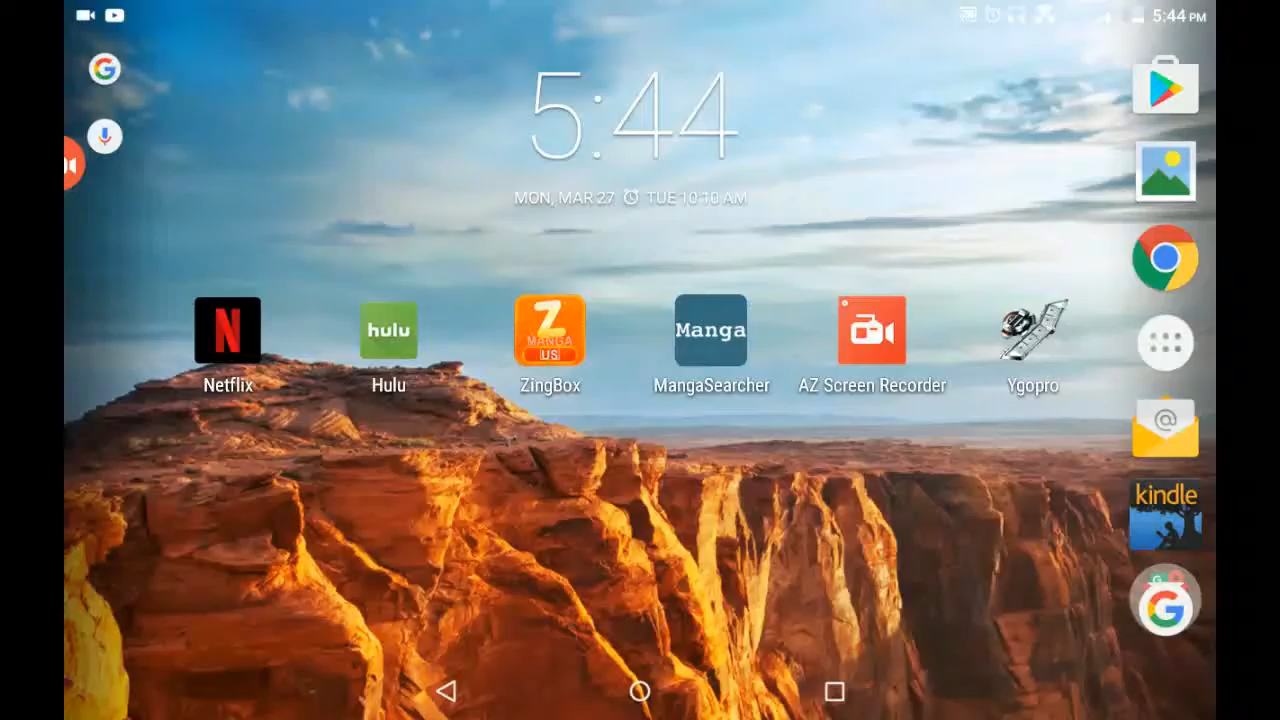 5:44 PM
5:44
MON, MAR 27 TUE 10:10 AM
N
hulu
Z
MANGA
US
Manga
Netflix
Hulu
ZingBox
MangaSearcher
AZ Screen Recorder
Ygopro
@
kindle
G